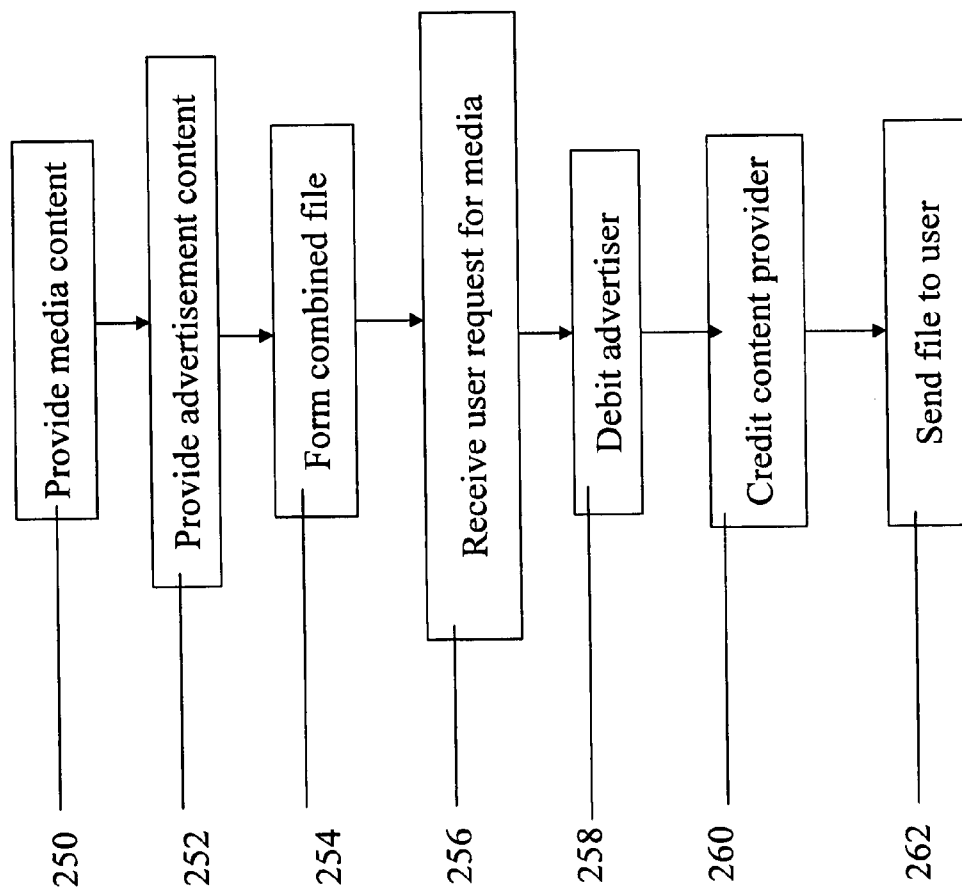 250 Provide media content
252 Provide advertisement content
254 Form combined file
256 Receive user request for media
258 Debit advertiser
260 Credit content provider
262 Send file to user